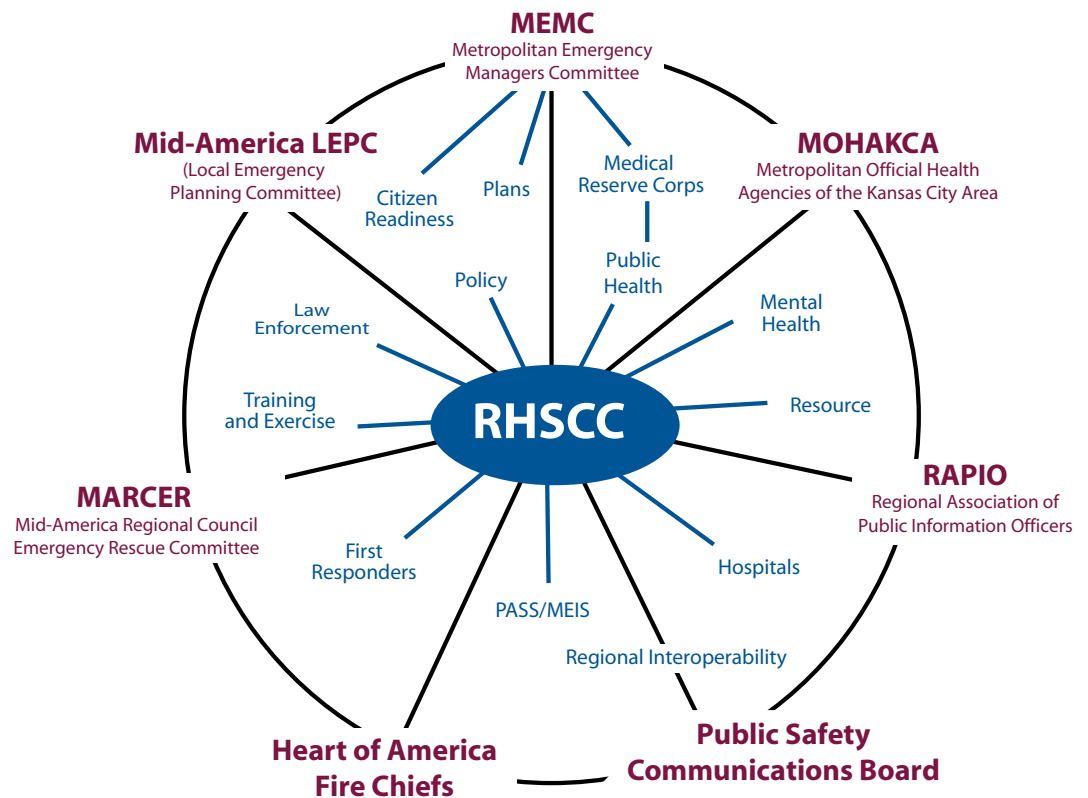 MEMC
Metropolitan Emergency
Managers Committee
Mid-America LEPC
(Local Emergency
Planning Committee)
MOHAKCA
Metropolitan Official Health
Agencies of the Kansas City Area
Citizen
Readiness
Plans
Medical
Reserve Corps
Policy
Public
Health
Law
Enforcement
Mental
Health
Training
and Exercise
RHSCC
Resource
MARCER
Mid-America Regional Council
Emergency Rescue Committee
RAPIO
Regional Association of
Public Information Officers
First
Responders
PASS/MEIS
Hospitals
Regional Interoperability
Heart of America
Fire Chiefs
Public Safety
Communications Board